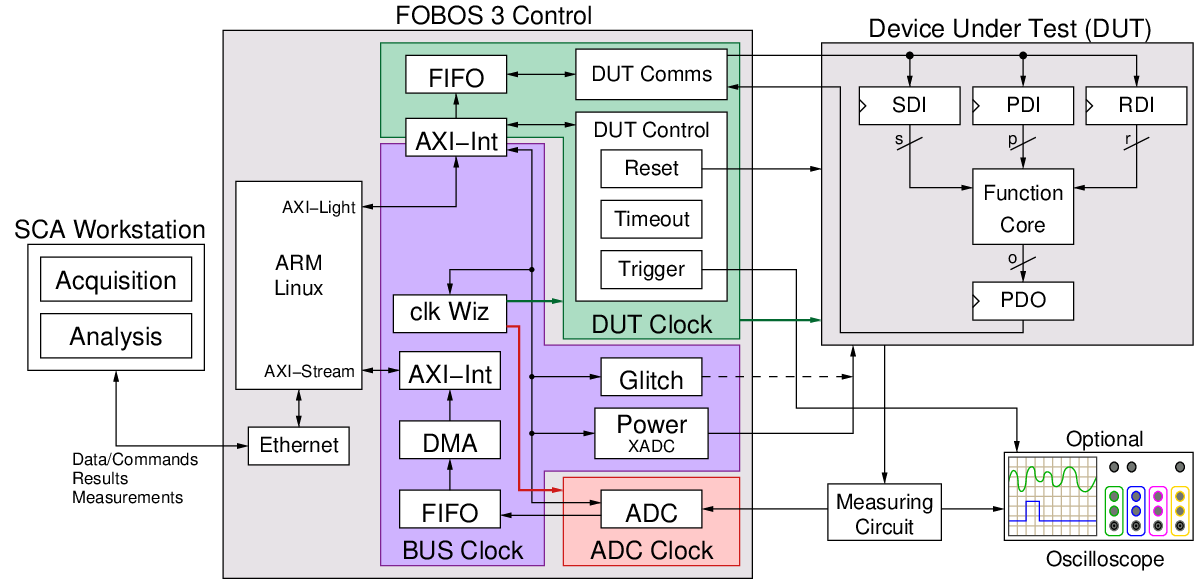 FOBOS 3 Control
Device Under Test (DUT)
FIFO
DUT Comms
SDI
PDI
RDI
AXI–Int
DUT Control
s
p
r
Reset
Function
Core
AXI–Light
Timeout
SCA Workstation
ARM
Linux
Trigger
o
Acquisition
clk Wiz
PDO
DUT Clock
Analysis
AXI–Stream
AXI–Int
Glitch
Power
XADC
Ethernet
DMA
Optional
Data/Commands
Results
Measurements
FIFO
ADC
Measuring
Circuit
BUS Clock
ADC Clock
Oscilloscope